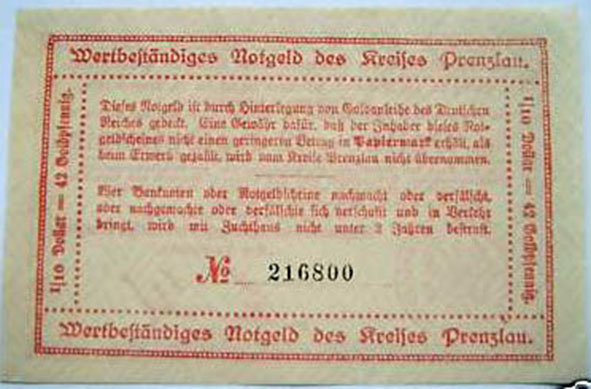 Wertbeständiges Notgeld des Kreises Prenzlau.
1/10 Dollar = 42 Goldpfennig.
Dieses Notgeld ist durch Hinterlegung von Goldanleihe des Deutschen
Reiches gedeckt. Eine Gewähr dafür, daß der Inhaber dieses Not-
geldscheines nicht einen geringeren Betrag in Papiermark erhält, als
beim Erwerb gezahlt, wird vom Kreise Prenzlau nicht übernommen.
Wer Banknoten oder Notgeldscheine nachmacht oder verfälscht,
oder nachgemachte oder verfälschte sich verschafft und in Verkehr
bringt, wird mit Zuchthaus nicht unter 2 Jahren bestraft.
No 216800
1/10 Dollar = 42 Goldpfennig.
Wertbeständiges Notgeld des Kreises Prenzlau.